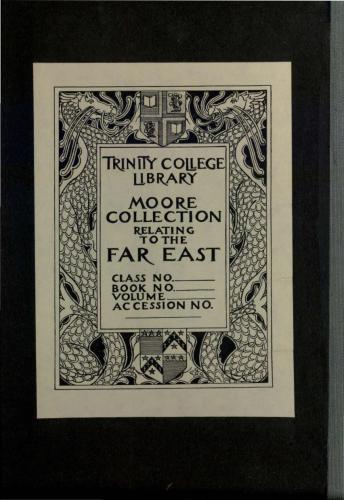 TRINITY COLLEGE
LIBRARY
MOORE
COLLECTION
RELATING
TO THE
FAR EAST
CLASS NO.
BOOK NO.
VOLUME
ACCESSION NO.